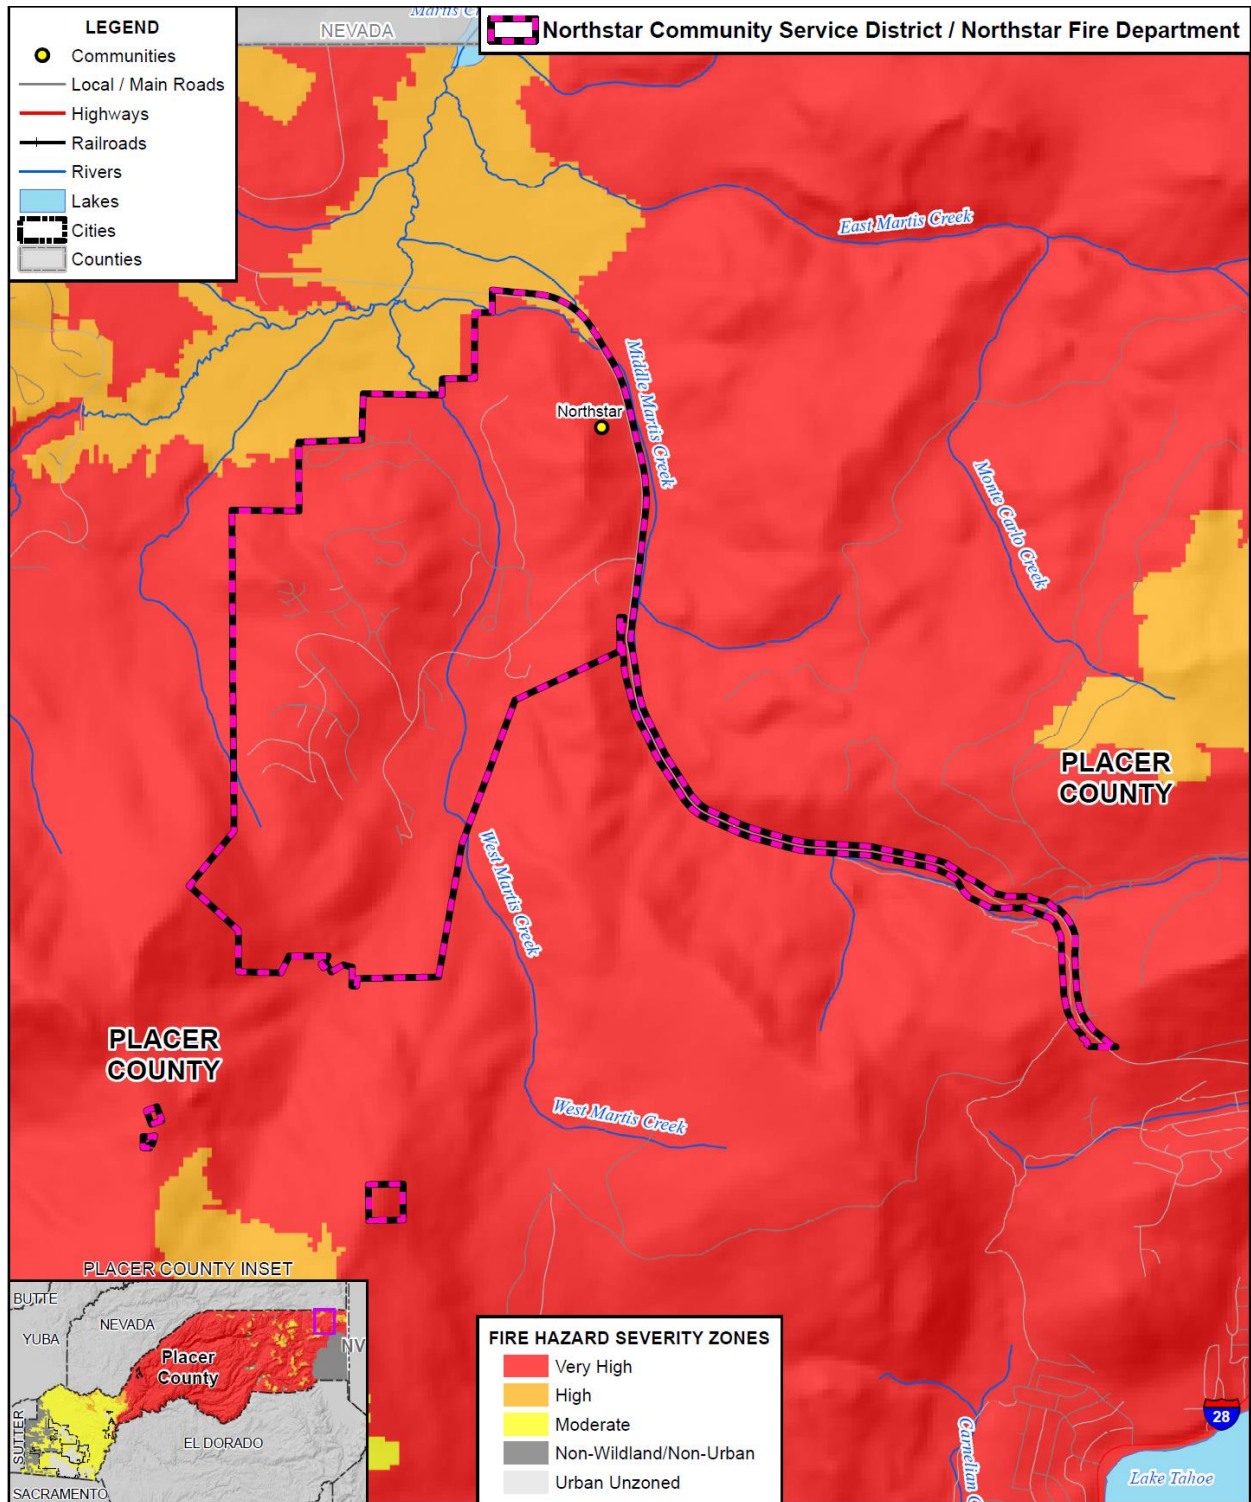 LEGEND
Communities
Local / Main Roads
Highways
Railroads
Rivers
Lakes
Cities
Counties
NEVADA
Northstar Community Service District / Northstar Fire Department
East Martis Creek
Middle Martis Creek
Northstar
Monte Carlo Creek
PLACER
COUNTY
West Martis Creek
PLACER
COUNTY
West Martis Creek
PLACER COUNTY INSET
BUTTE
YUBA
NEVADA
NV
Placer
County
SUTTER
EL DORADO
SACRAMENTO
FIRE HAZARD SEVERITY ZONES
Very High
High
Moderate
Non-Wildland/Non-Urban
Urban Unzoned
28
Carnelian
Lake Tahoe